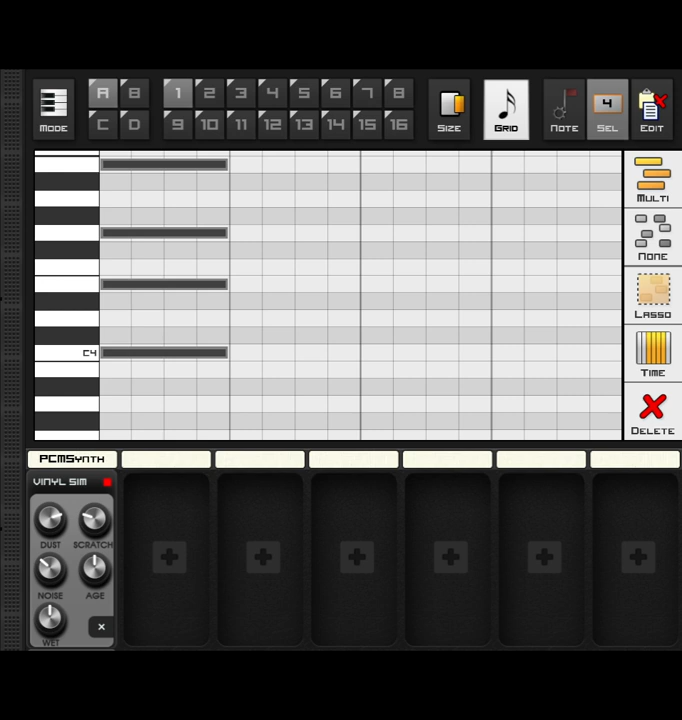 A B 1 2 3 4 5 6 7 8
MODE SIZE GRID NOTE 4 SEL EDIT
C D 9 10 11 12 13 14 15 16
MULTI
NONE
LASSO
C4
TIME
DELETE
PCMSYNTH
VINYL SIM
DUST SCRATCH
NOISE AGE
WET